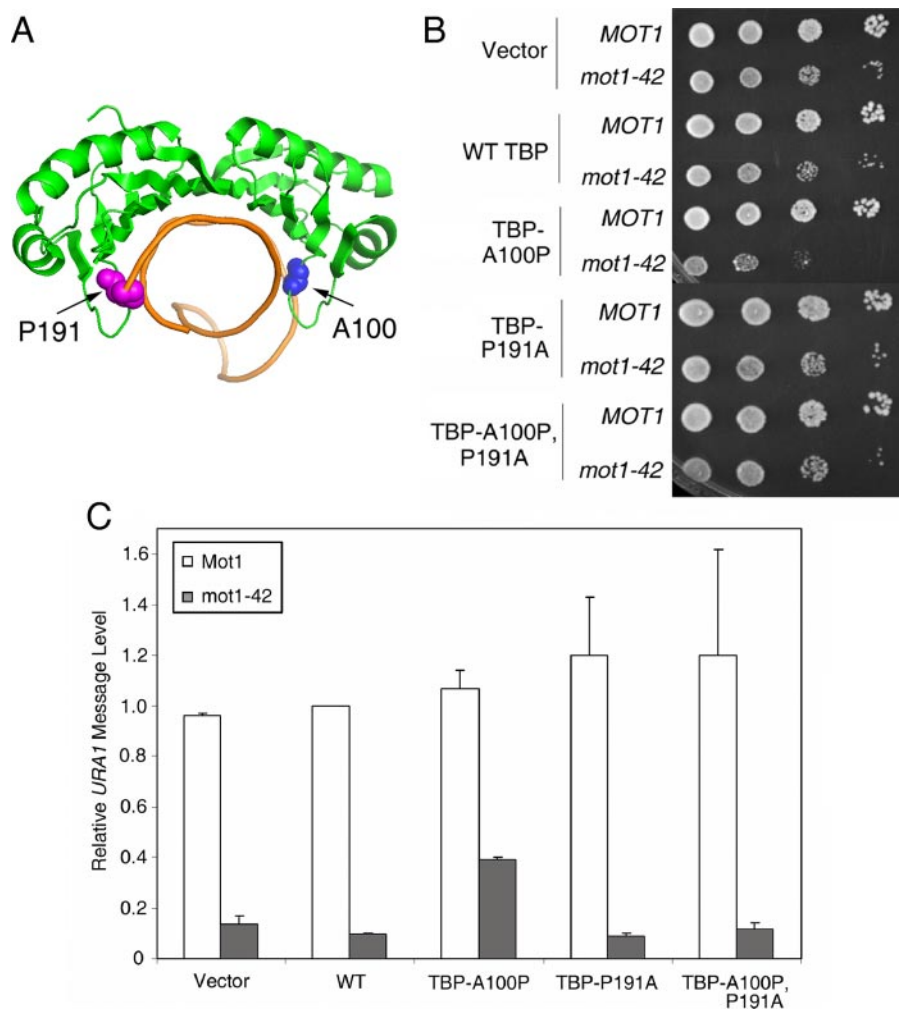 A
P191
A100
B
Vector
MOT1
mot1-42
WT TBP
MOT1
mot1-42
TBP-
A100P
MOT1
mot1-42
TBP-
P191A
MOT1
mot1-42
TBP-A100P,
P191A
MOT1
mot1-42
C
Relative URA1 Message Level
1.6
1.4
1.2
1.0
0.8
0.6
0.4
0.2
0
Mot1
mot1-42
Vector
WT
TBP-A100P
TBP-P191A
TBP-A100P,
P191A